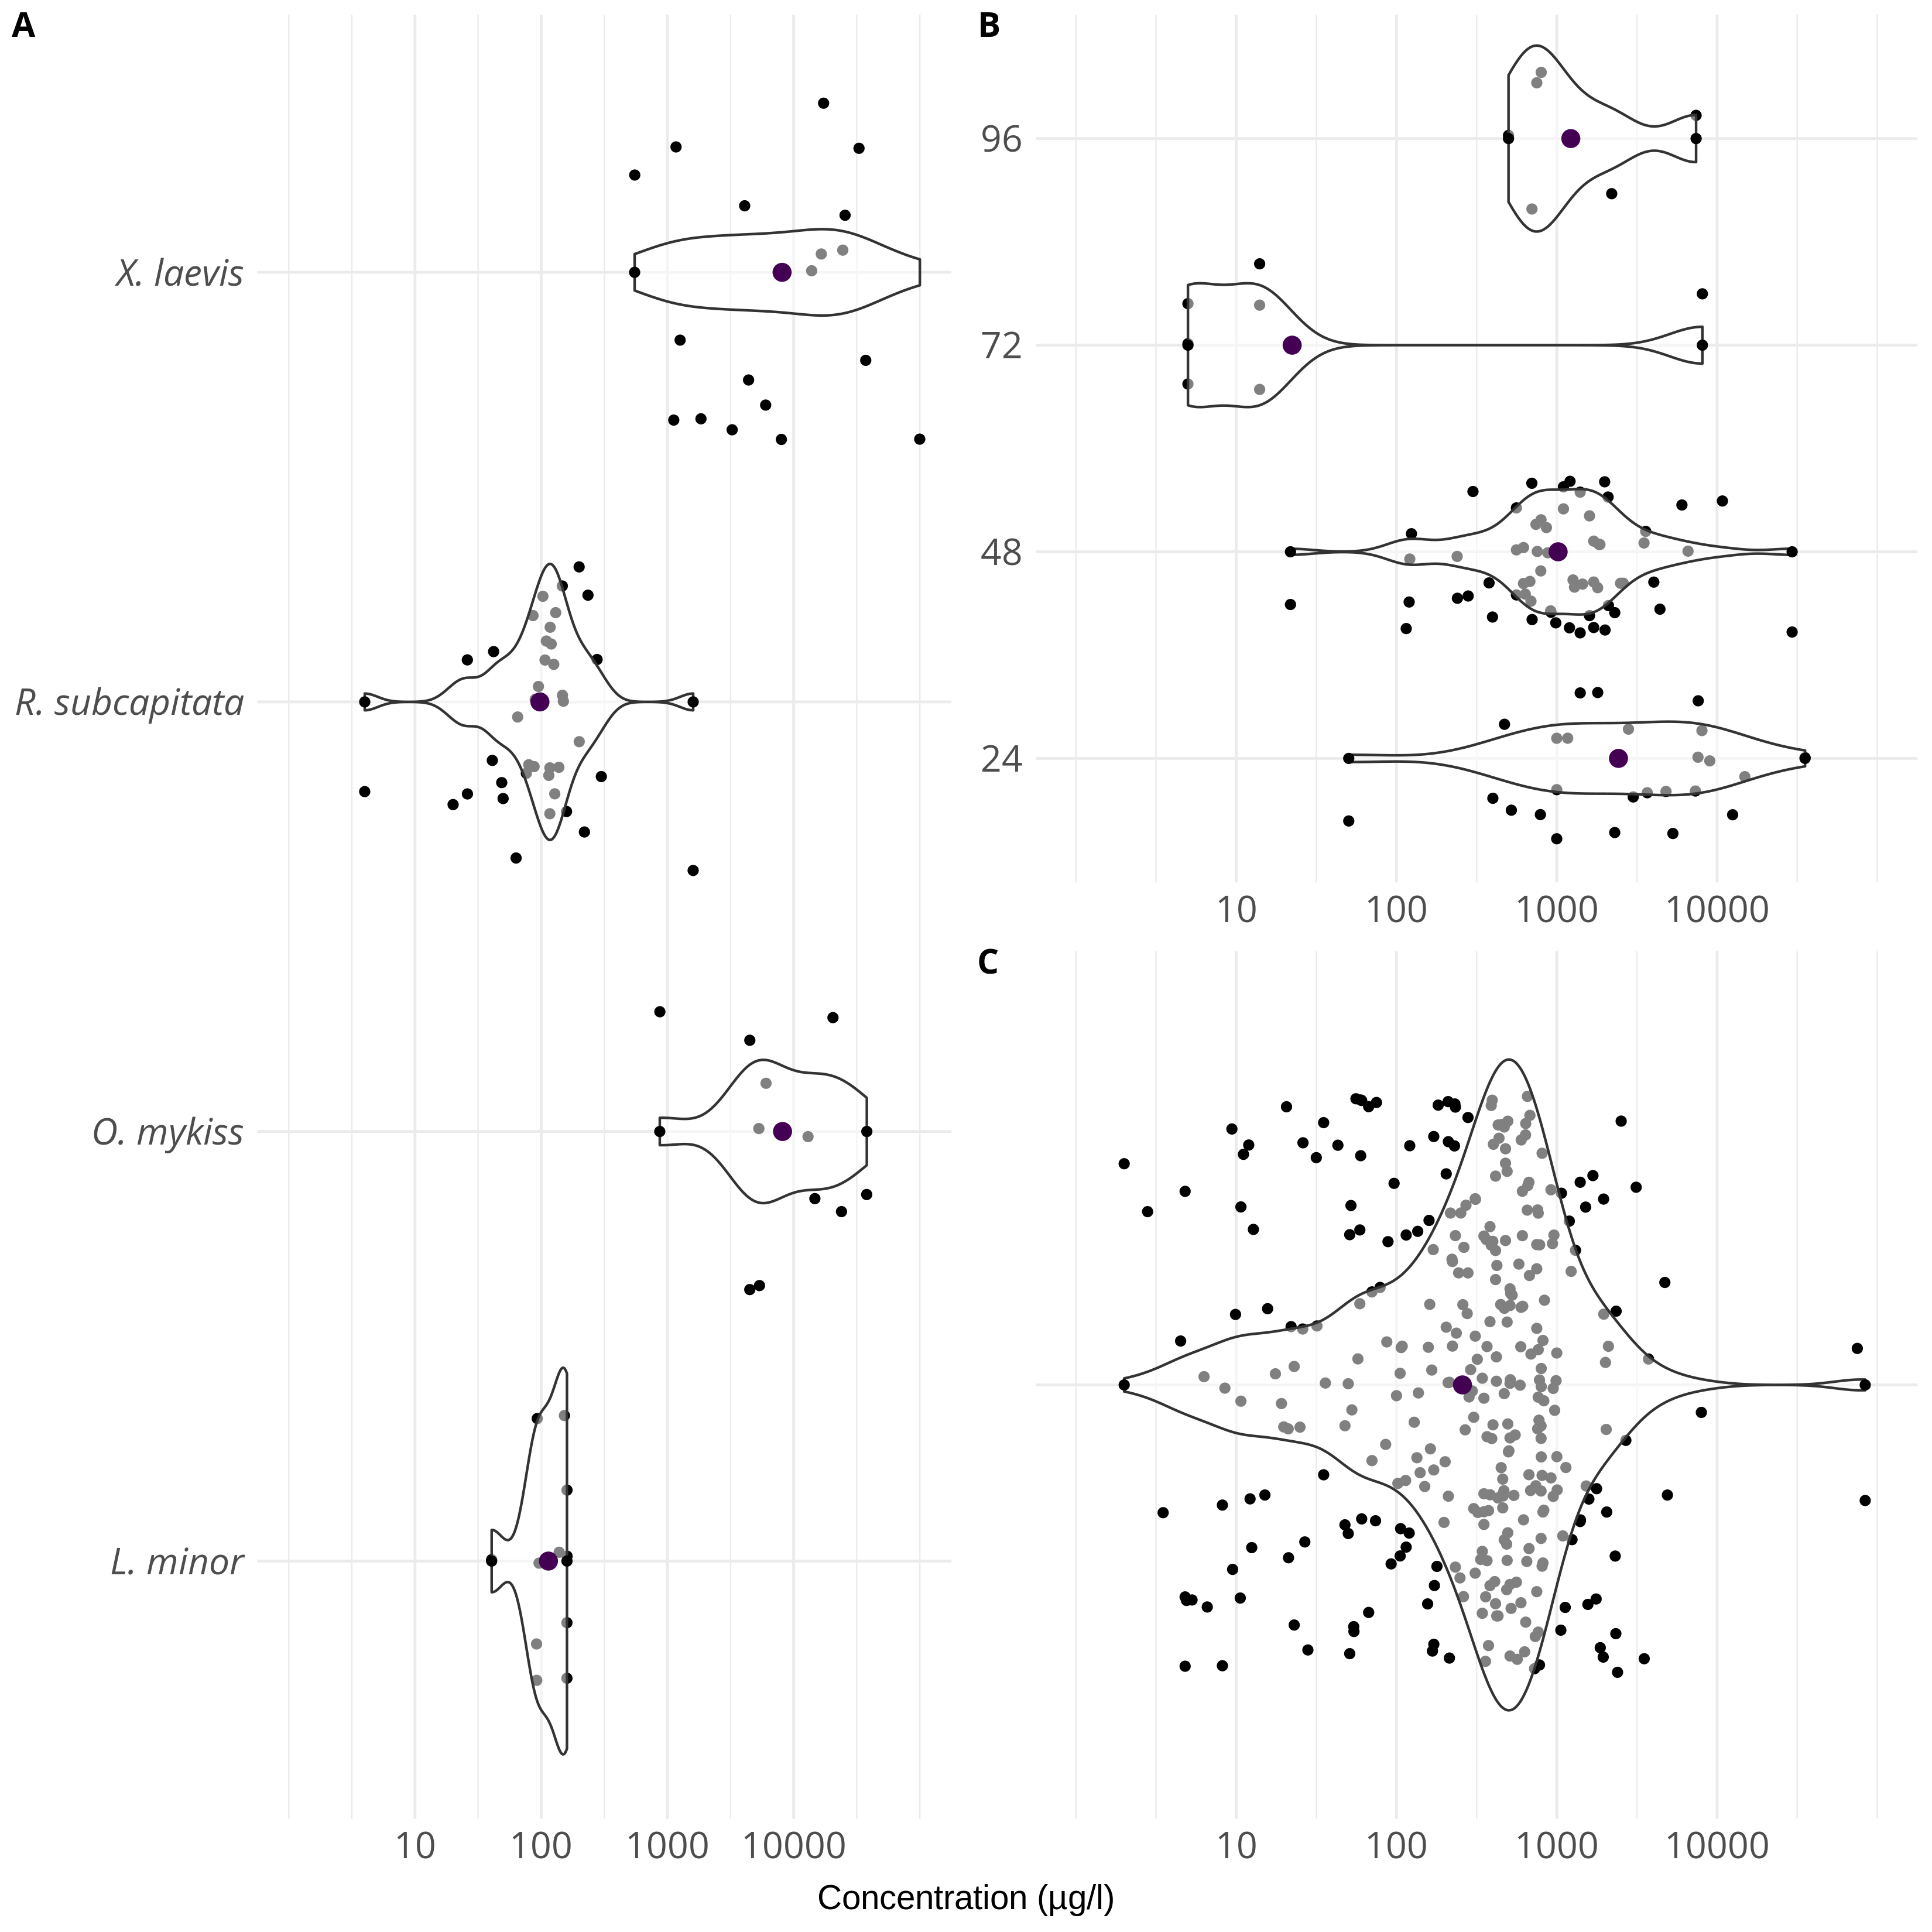 A
X. laevis
R. subcapitata
O. mykiss
L. minor
10 100 1000 10000
B
96
72
48
24
10 100 1000 10000
C
10 100 1000 10000
Concentration (µg/l)